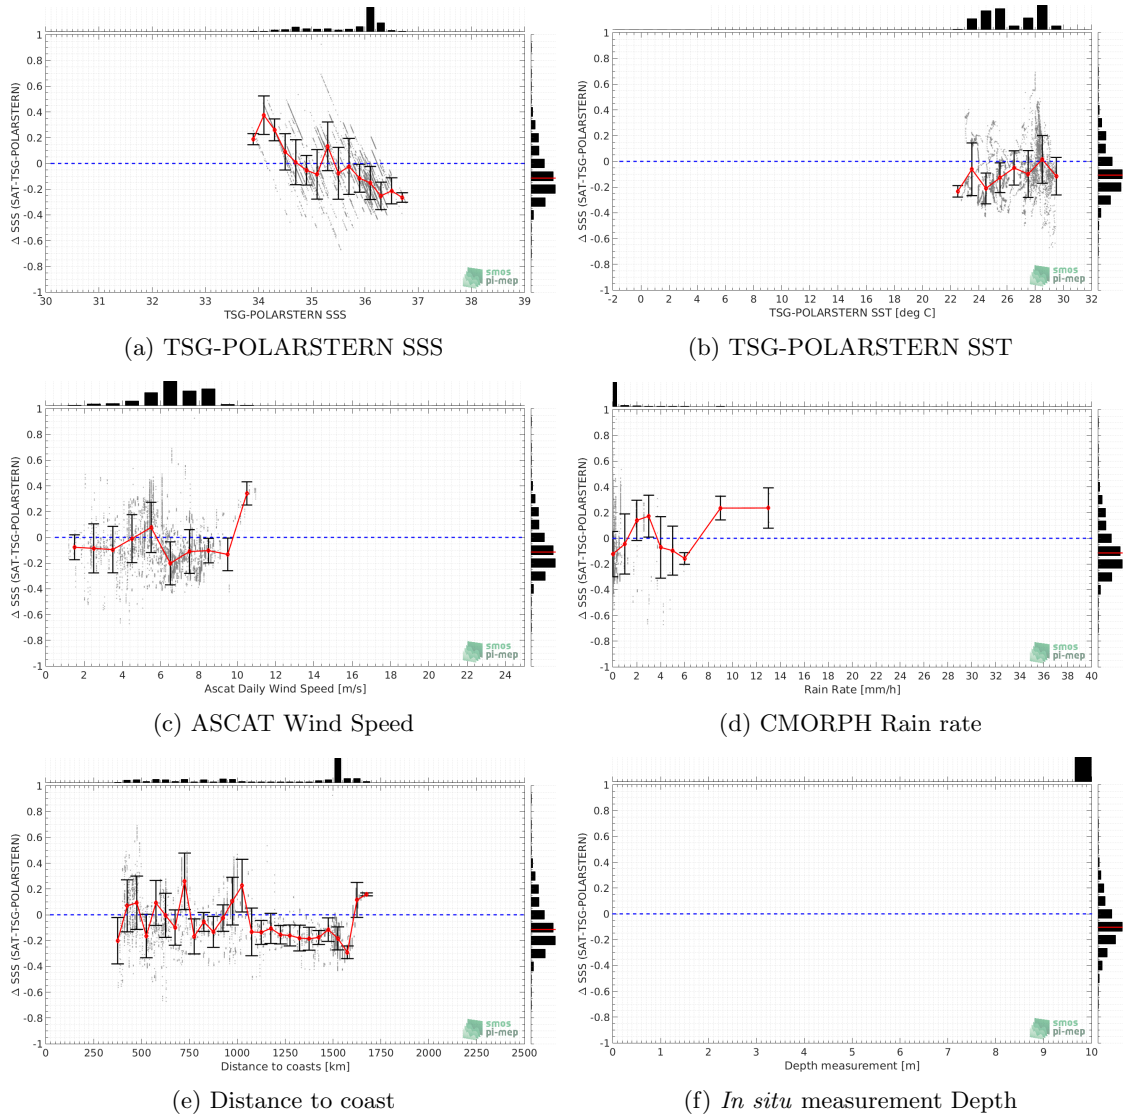 1
0.8
0.6
0.4
0.2
0
-0.2
-0.4
-0.6
-0.8
-1
Δ SSS (SAT-TSG-POLARSTERN)
30 31 32 33 34 35 36 37 38 39
TSG-POLARSTERN SSS
smos
pi-mep
(a) TSG-POLARSTERN SSS
1
0.8
0.6
0.4
0.2
0
-0.2
-0.4
-0.6
-0.8
-1
Δ SSS (SAT-TSG-POLARSTERN)
-2 0 2 4 6 8 10 12 14 16 18 20 22 24 26 28 30 32
TSG-POLARSTERN SST [deg C]
smos
pi-mep
(b) TSG-POLARSTERN SST
1
0.8
0.6
0.4
0.2
0
-0.2
-0.4
-0.6
-0.8
-1
Δ SSS (SAT-TSG-POLARSTERN)
0 2 4 6 8 10 12 14 16 18 20 22 24
Ascat Daily Wind Speed [m/s]
smos
pi-mep
(c) ASCAT Wind Speed
1
0.8
0.6
0.4
0.2
0
-0.2
-0.4
-0.6
-0.8
-1
Δ SSS (SAT-TSG-POLARSTERN)
0 2 4 6 8 10 12 14 16 18 20 22 24 26 28 30 32 34 36 38 40
Rain Rate [mm/h]
smos
pi-mep
(d) CMORPH Rain rate
1
0.8
0.6
0.4
0.2
0
-0.2
-0.4
-0.6
-0.8
-1
Δ SSS (SAT-TSG-POLARSTERN)
0 250 500 750 1000 1250 1500 1750 2000 2250 2500
Distance to coasts [km]
smos
pi-mep
(e) Distance to coast
1
0.8
0.6
0.4
0.2
0
-0.2
-0.4
-0.6
-0.8
-1
Δ SSS (SAT-TSG-POLARSTERN)
0 1 2 3 4 5 6 7 8 9 10
Depth measurement [m]
smos
pi-mep
(f) In situ measurement Depth